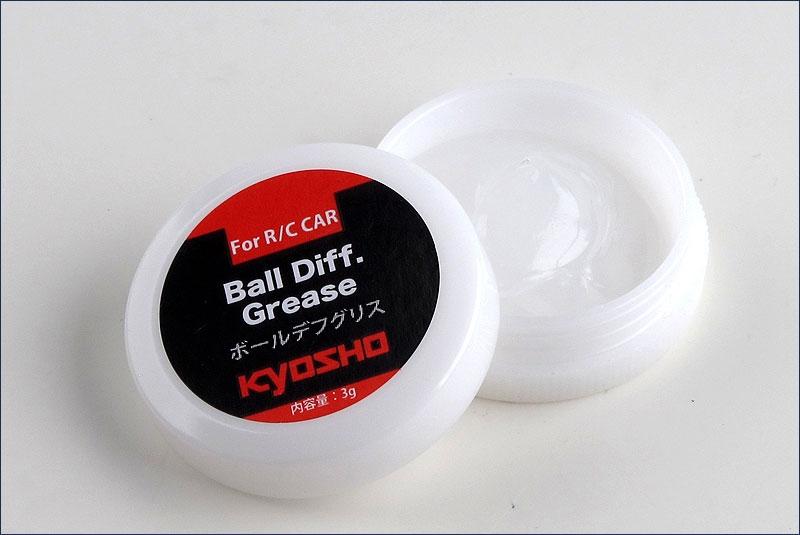 For R/C CAR
Ball Diff.
Grease
ボールデフグリス
KYOSHO
内容量：3g